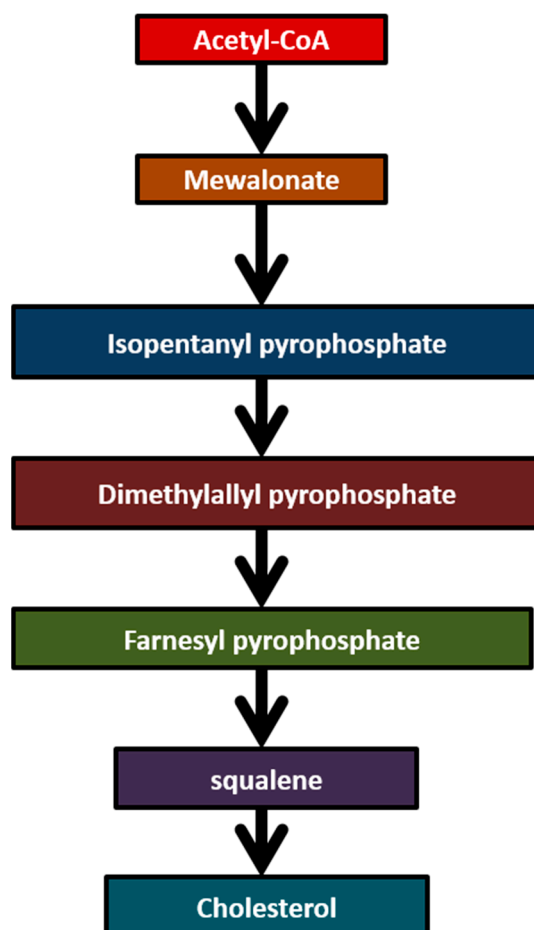 Acetyl-CoA
Mewalonate
Isopentanyl pyrophosphate
Dimethylallyl pyrophosphate
Farnesyl pyrophosphate
squalene
Cholesterol